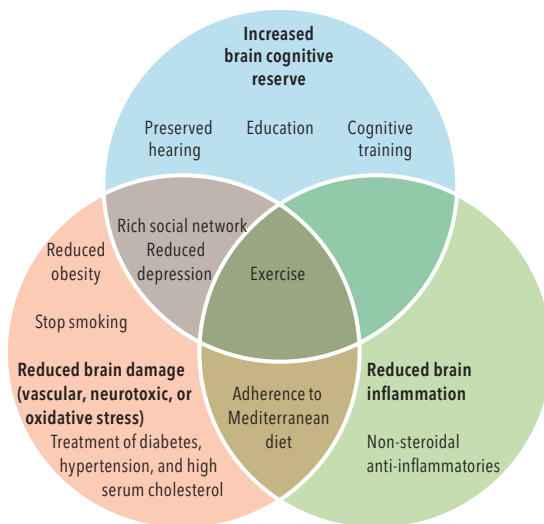 Increased
brain cognitive
reserve
Preserved
hearing
Education
Cognitive
training
Rich social network
Reduced
depression
Reduced
obesity
Exercise
Stop smoking
Reduced brain damage
(vascular, neurotoxic, or
oxidative stress)
Treatment of diabetes,
hypertension, and high
serum cholesterol
Adherence to
Mediterranean
diet
Reduced brain
inflammation
Non-steroidal
anti-inflammatories